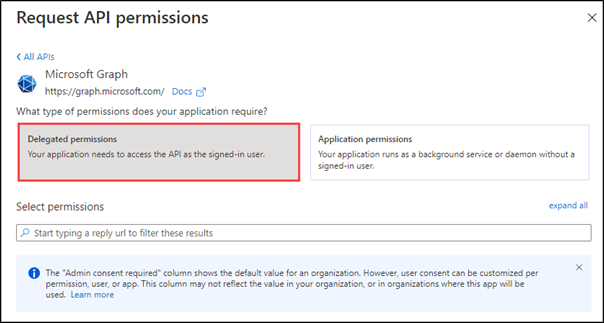 Request API permissions
All APIs
Microsoft Graph
https://graph.microsoft.com/ Docs
What type of permissions does your application require?
Delegated permissions
Your application needs to access the API as the signed-in user.
Application permissions
Your application runs as a background service or daemon without a
signed-in user.
Select permissions
expand all
Start typing a reply url to filter these results
The "Admin consent required" column shows the default value for an organization. However, user consent can be customized per
permission, user, or app. This column may not reflect the value in your organization, or in organizations where this app will be
used. Learn more